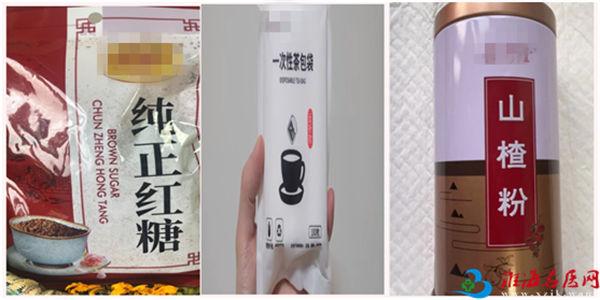 纯正红糖
BROWN SUGAR
CHUN ZHENG HONG TANG
一次性茶包袋
DISPOSABLE TEA BAG
山楂粉